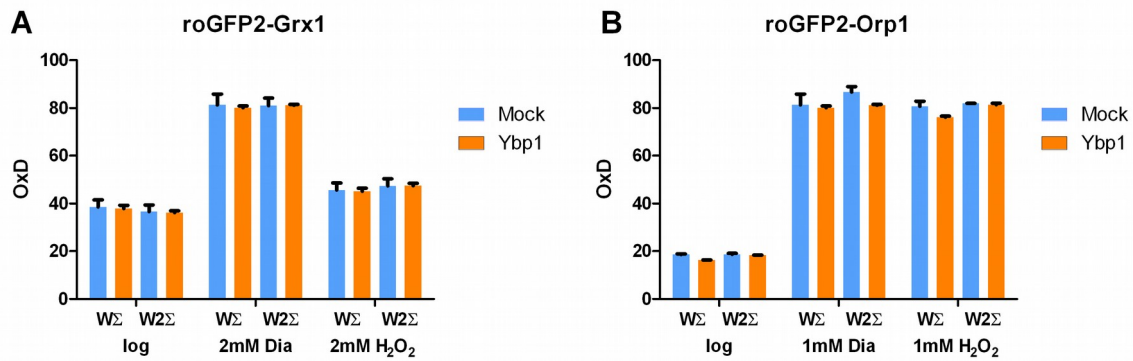 A
roGFP2-Grx1
OxD
100
80
60
40
20
0
Mock
Ybp1
WΣ W2Σ WΣ W2Σ WΣ W2Σ
log 2mM Dia 2mM H₂O₂
B
roGFP2-Orp1
OxD
100
80
60
40
20
0
Mock
Ybp1
WΣ W2Σ WΣ W2Σ WΣ W2Σ
log 1mM Dia 1mM H₂O₂